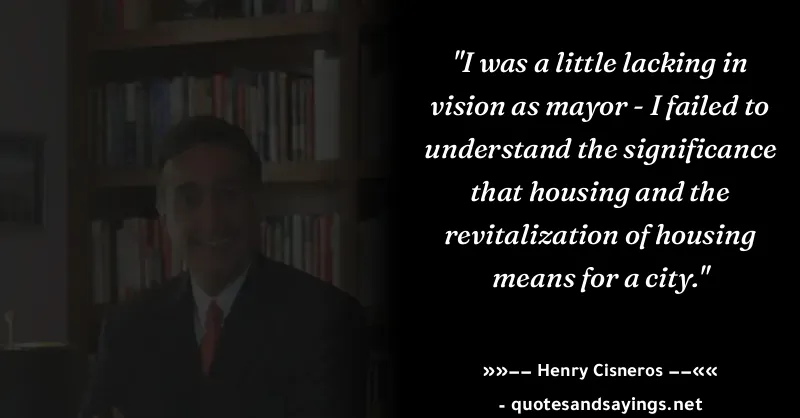 "I was a little lacking in
vision as mayor - I failed to
understand the significance
that housing and the
revitalization of housing
means for a city."
»»−− Henry Cisneros −−««
- quotesandsayings.net